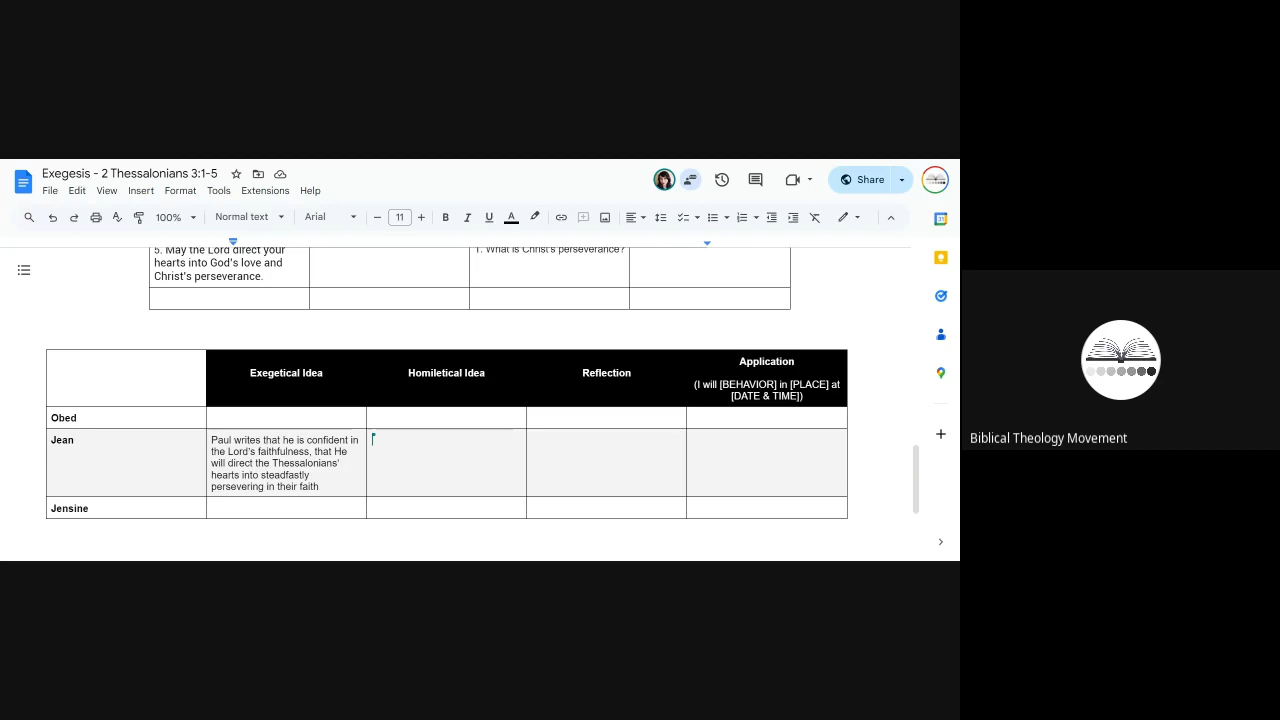 Exegesis - 2 Thessalonians 3:1-5
File Edit View Insert Format Tools Extensions Help
Share
100% Normal text Arial 11
5. May the Lord direct your
hearts into God's love and
Christ's perseverance.
1. What is Christ's perseverance?
Exegetical Idea
Homiletical Idea
Reflection
Application
(I will [BEHAVIOR] in [PLACE] at
[DATE & TIME])
Obed
Jean
Paul writes that he is confident in
the Lord's faithfulness, that He
will direct the Thessalonians'
hearts into steadfastly
persevering in their faith
Jensine
Biblical Theology Movement